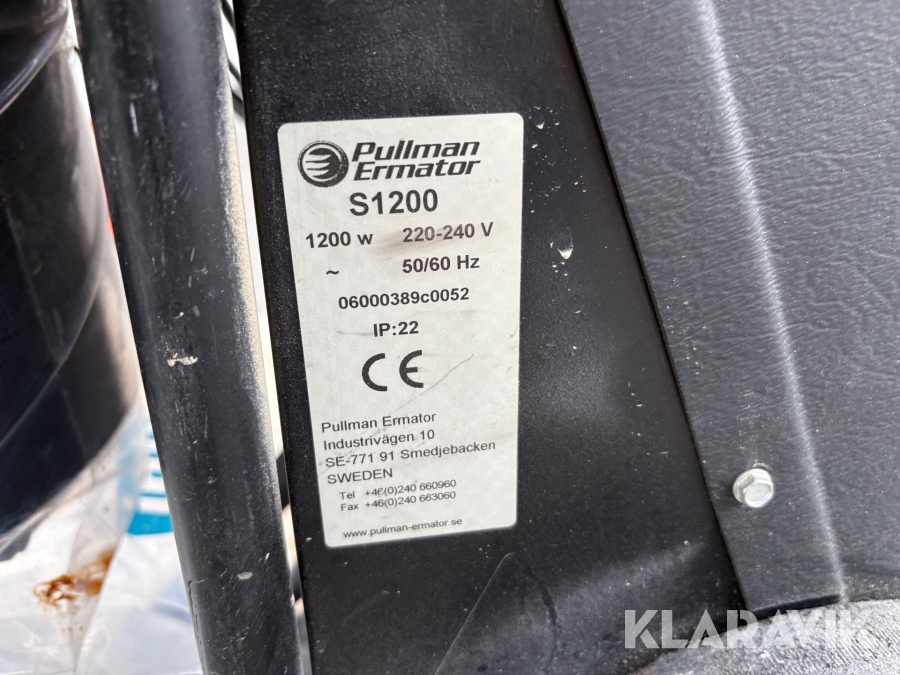 Pullman
Ermator
S1200
1200 w 220-240 V
~ 50/60 Hz
06000389c0052
IP:22
CE
Pullman Ermator
Industrivägen 10
SE-771 91 Smedjebacken
SWEDEN
Tel +46(0)240 660960
Fax +46(0)240 663060
www.pullman-ermator.se
KLARAVIK